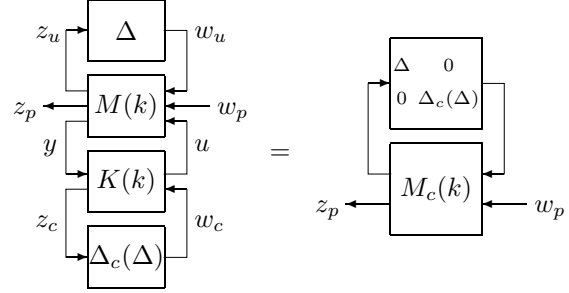 z_u Δ w_u
z_p M(k) w_p
y u
K(k)
z_c w_c
Δ_c(Δ)
=
Δ 0
0 Δ_c(Δ)
M_c(k)
z_p w_p